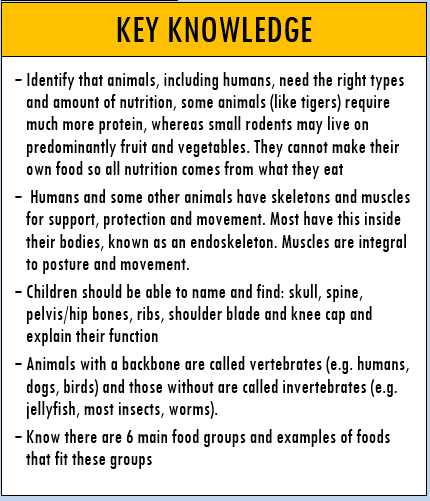 KEY KNOWLEDGE
– Identify that animals, including humans, need the right types
and amount of nutrition, some animals (like tigers) require
much more protein, whereas small rodents may live on
predominantly fruit and vegetables. They cannot make their
own food so all nutrition comes from what they eat
– Humans and some other animals have skeletons and muscles
for support, protection and movement. Most have this inside
their bodies, known as an endoskeleton. Muscles are integral
to posture and movement.
– Children should be able to name and find: skull, spine,
pelvis/hip bones, ribs, shoulder blade and knee cap and
explain their function
– Animals with a backbone are called vertebrates (e.g. humans,
dogs, birds) and those without are called invertebrates (e.g.
jellyfish, most insects, worms).
– Know there are 6 main food groups and examples of foods
that fit these groups